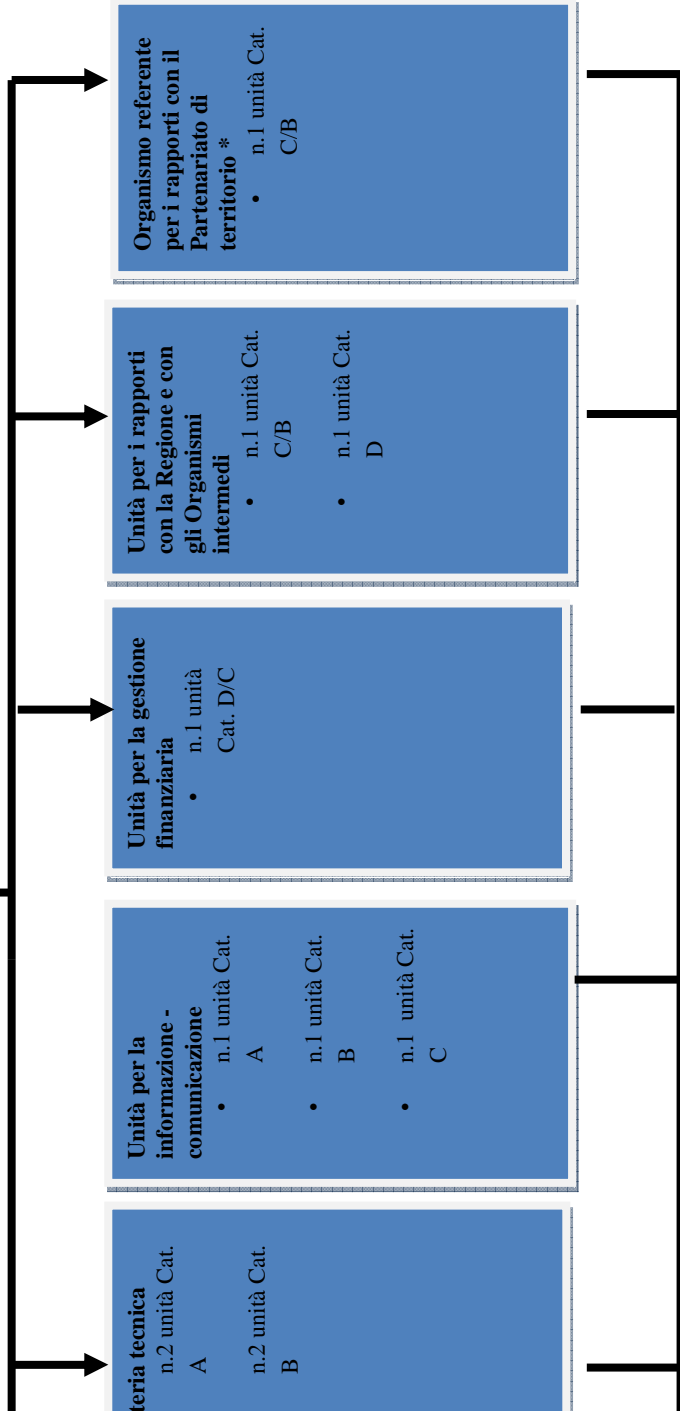 teria tecnica
n.2 unità Cat.
A
n.2 unità Cat.
B
Unità per la
informazione -
comunicazione
• n.1 unità Cat.
A
• n.1 unità Cat.
B
• n.1 unità Cat.
C
Unità per la gestione
finanziaria
• n.1 unità
Cat. D/C
Unità per i rapporti
con la Regione e con
gli Organismi
intermedi
• n.1 unità Cat.
C/B
• n.1 unità Cat.
D
Organismo referente
per i rapporti con il
Partenariato di
territorio *
• n.1 unità Cat.
C/B